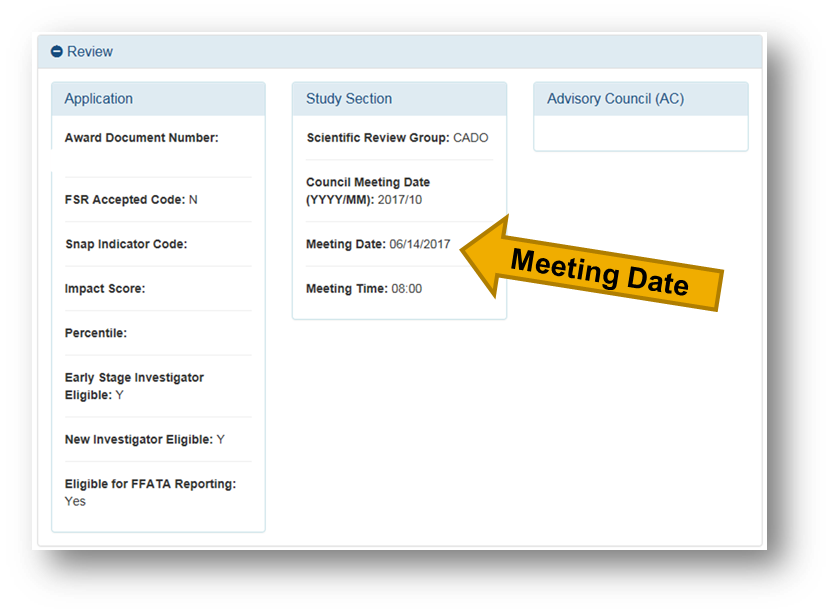 Review
Application
Award Document Number:
FSR Accepted Code: N
Snap Indicator Code:
Impact Score:
Percentile:
Early Stage Investigator
Eligible: Y
New Investigator Eligible: Y
Eligible for FFATA Reporting:
Yes
Study Section
Scientific Review Group: CADO
Council Meeting Date
(YYYY/MM): 2017/10
Meeting Date: 06/14/2017
Meeting Time: 08:00
Meeting Date
Advisory Council (AC)